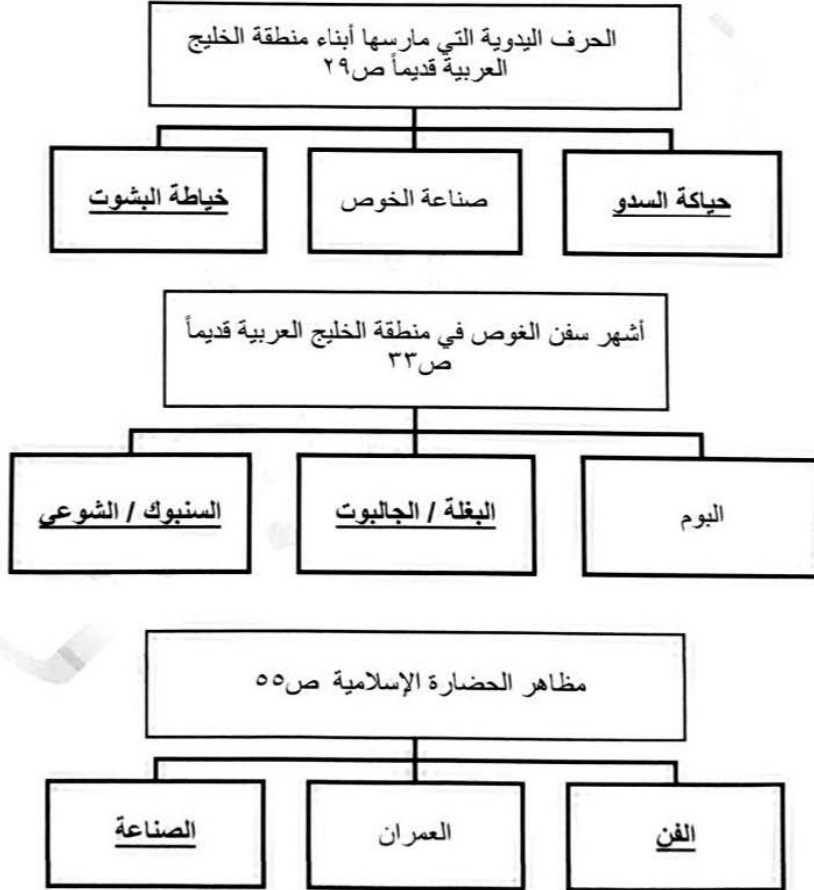 الحرف اليدوية التي مارسها أبناء منطقة الخليج
العربية قديماً ص٢٩
حياكة السدو
صناعة الخوص
خياطة البشوت
أشهر سفن الغوص في منطقة الخليج العربية قديماً
ص٣٣
البوم
البغلة / الجالبوت
السنبوك / الشوعي
مظاهر الحضارة الإسلامية ص٥٥
الفن
العمران
الصناعة